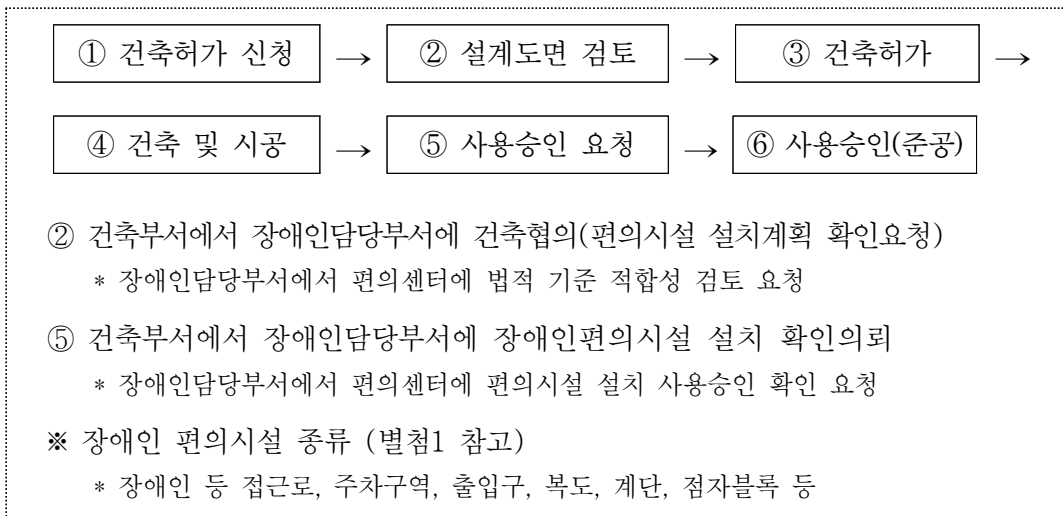 ① 건축허가 신청 → ② 설계도면 검토 → ③ 건축허가 →
④ 건축 및 시공 → ⑤ 사용승인 요청 → ⑥ 사용승인(준공)
② 건축부서에서 장애인담당부서에 건축협의(편의시설 설치계획 확인요청)
* 장애인담당부서에서 편의센터에 법적 기준 적합성 검토 요청
⑤ 건축부서에서 장애인담당부서에 장애인편의시설 설치 확인의뢰
* 장애인담당부서에서 편의센터에 편의시설 설치 사용승인 확인 요청
※ 장애인 편의시설 종류 (별첨1 참고)
* 장애인 등 접근로, 주차구역, 출입구, 복도, 계단, 점자블록 등